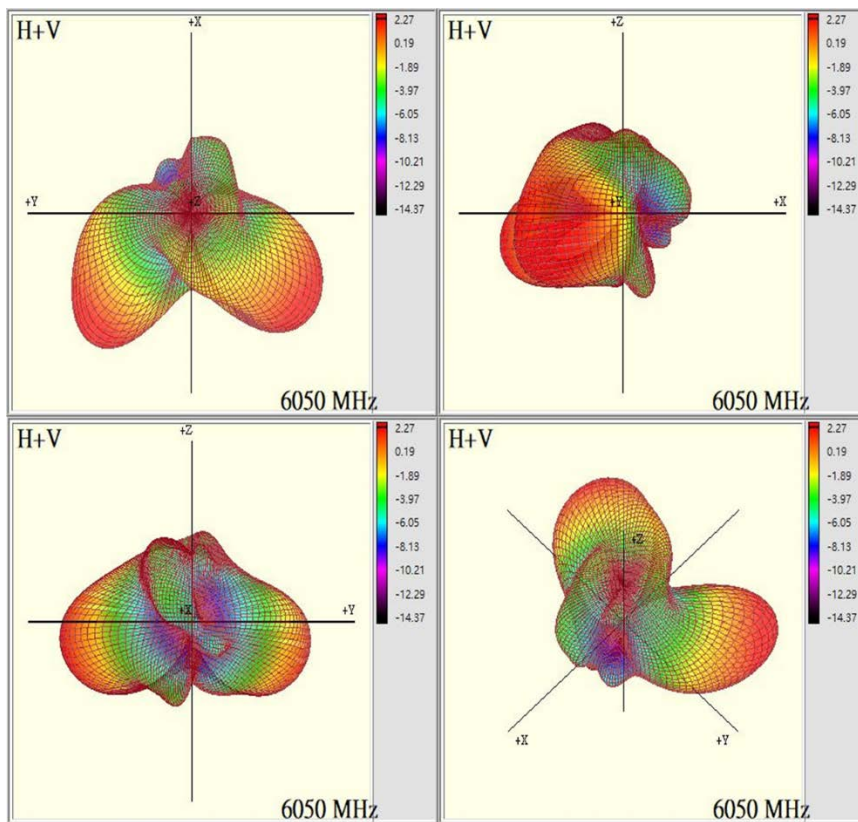 H+V
+X
+Y
+Z
6050 MHz
2.27
0.19
-1.89
-3.97
-6.05
-8.13
-10.21
-12.29
-14.37
H+V
+Z
+X
6050 MHz
2.27
0.19
-1.89
-3.97
-6.05
-8.13
-10.21
-12.29
-14.37
H+V
+Z
+X
+Y
6050 MHz
2.27
0.19
-1.89
-3.97
-6.05
-8.13
-10.21
-12.29
-14.37
H+V
+Z
+X
+Y
6050 MHz
2.27
0.19
-1.89
-3.97
-6.05
-8.13
-10.21
-12.29
-14.37